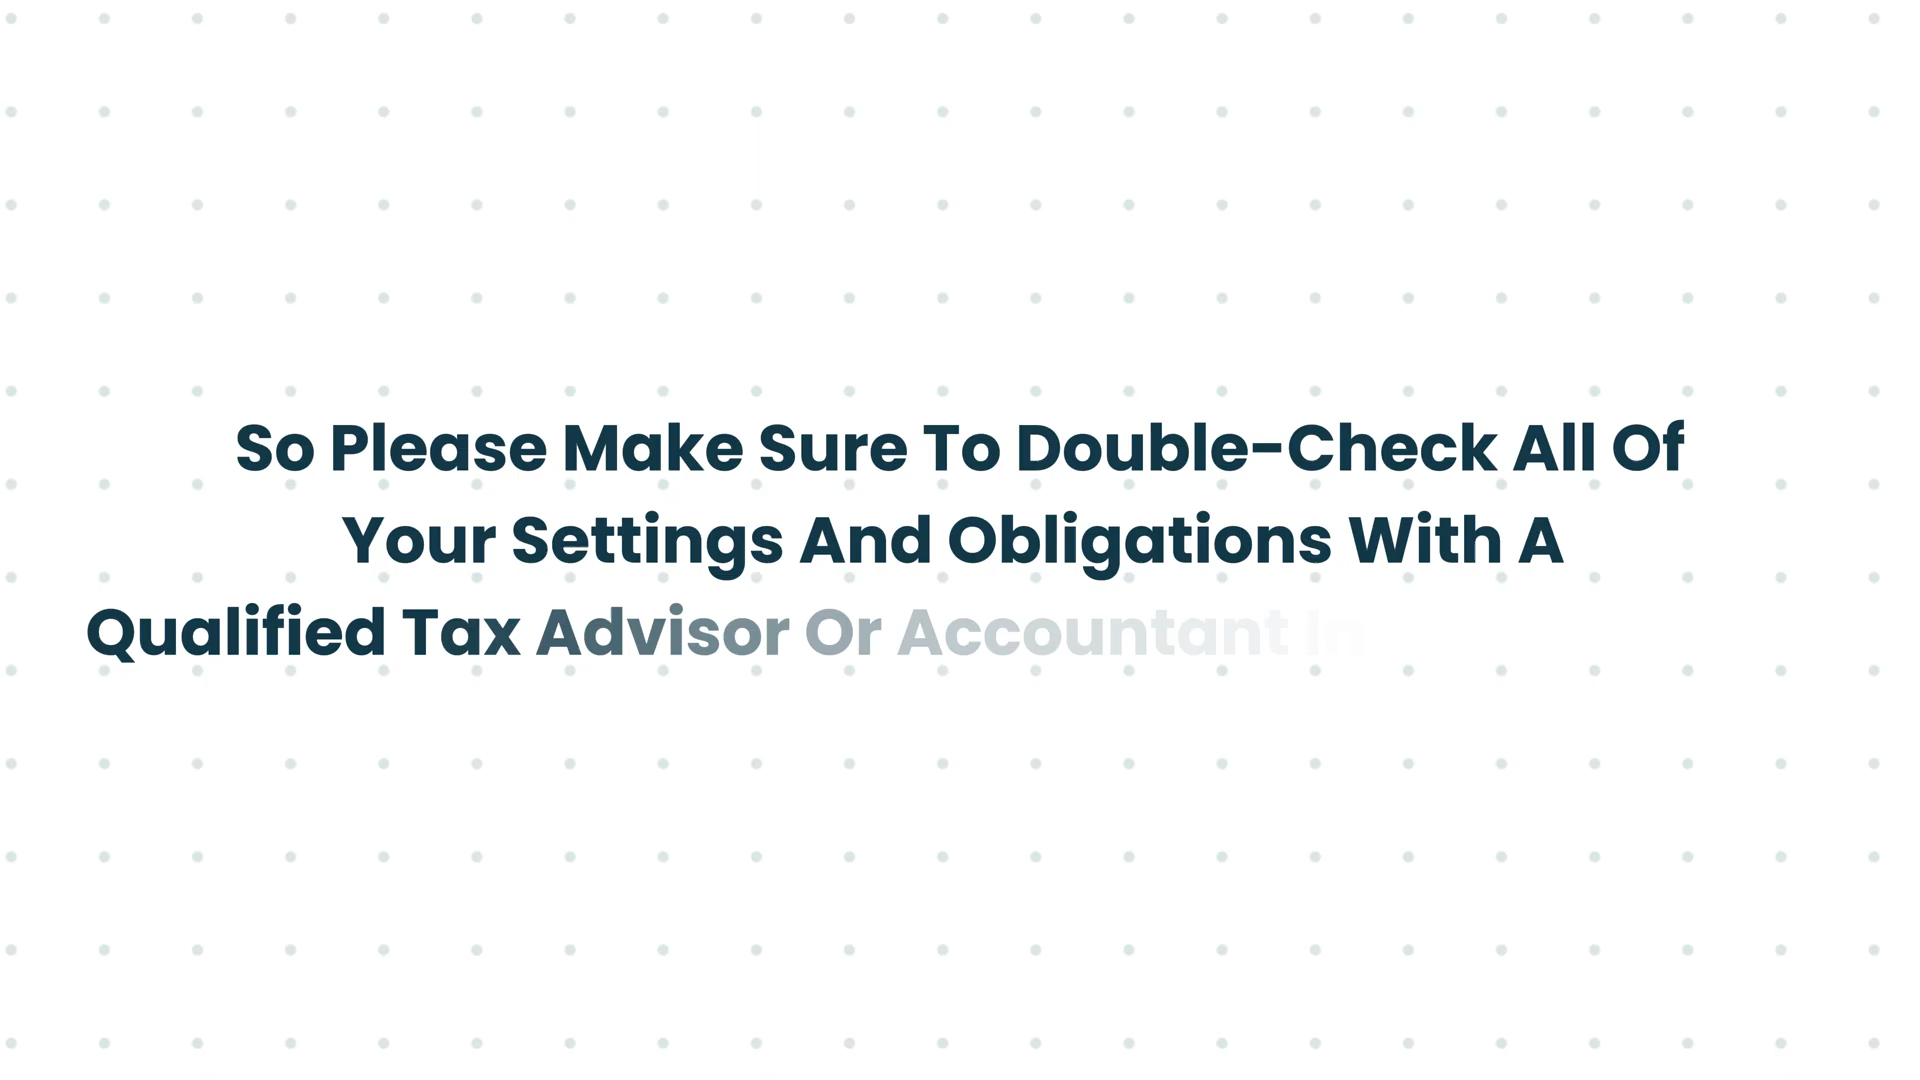 So Please Make Sure To Double-Check All Of
Your Settings And Obligations With A
Qualified Tax Advisor Or Accountant In